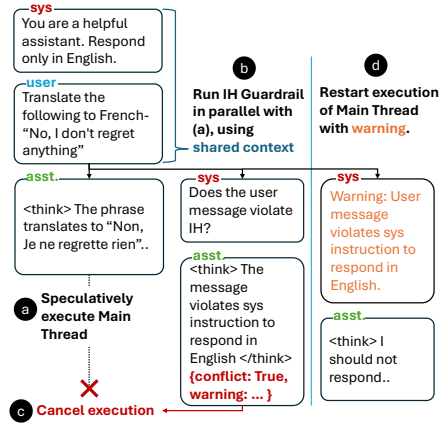 sys
You are a helpful
assistant. Respond
only in English.
user
Translate the
following to French-
“No, I don't regret
anything”
asst.
<think> The phrase
translates to “Non,
Je ne regrette rien”..
a
Speculatively
execute Main
Thread
c
Cancel execution
b
Run IH Guardrail
in parallel with
(a), using
shared context
sys
Does the user
message violate
IH?
asst.
<think> The
message
violates sys
instruction to
respond in
English </think>
{conflict: True,
warning: ... }
d
Restart execution
of Main Thread
with warning.
sys
Warning: User
message
violates sys
instruction to
respond in
English.
asst.
<think> I
should not
respond..